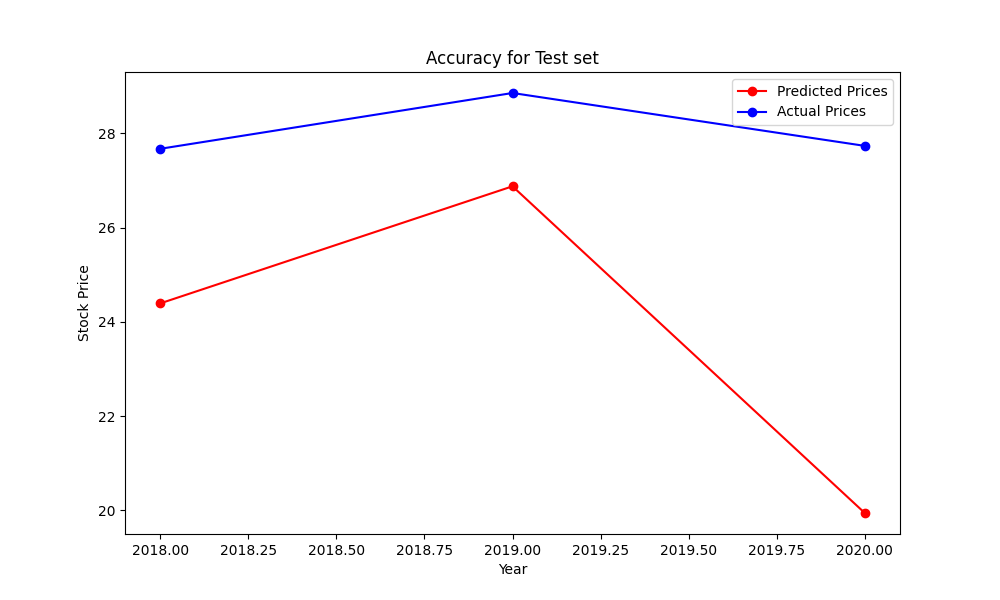 Accuracy for Test set
Predicted Prices
Actual Prices
Stock Price
28
26
24
22
20
2018.00 2018.25 2018.50 2018.75 2019.00 2019.25 2019.50 2019.75 2020.00
Year